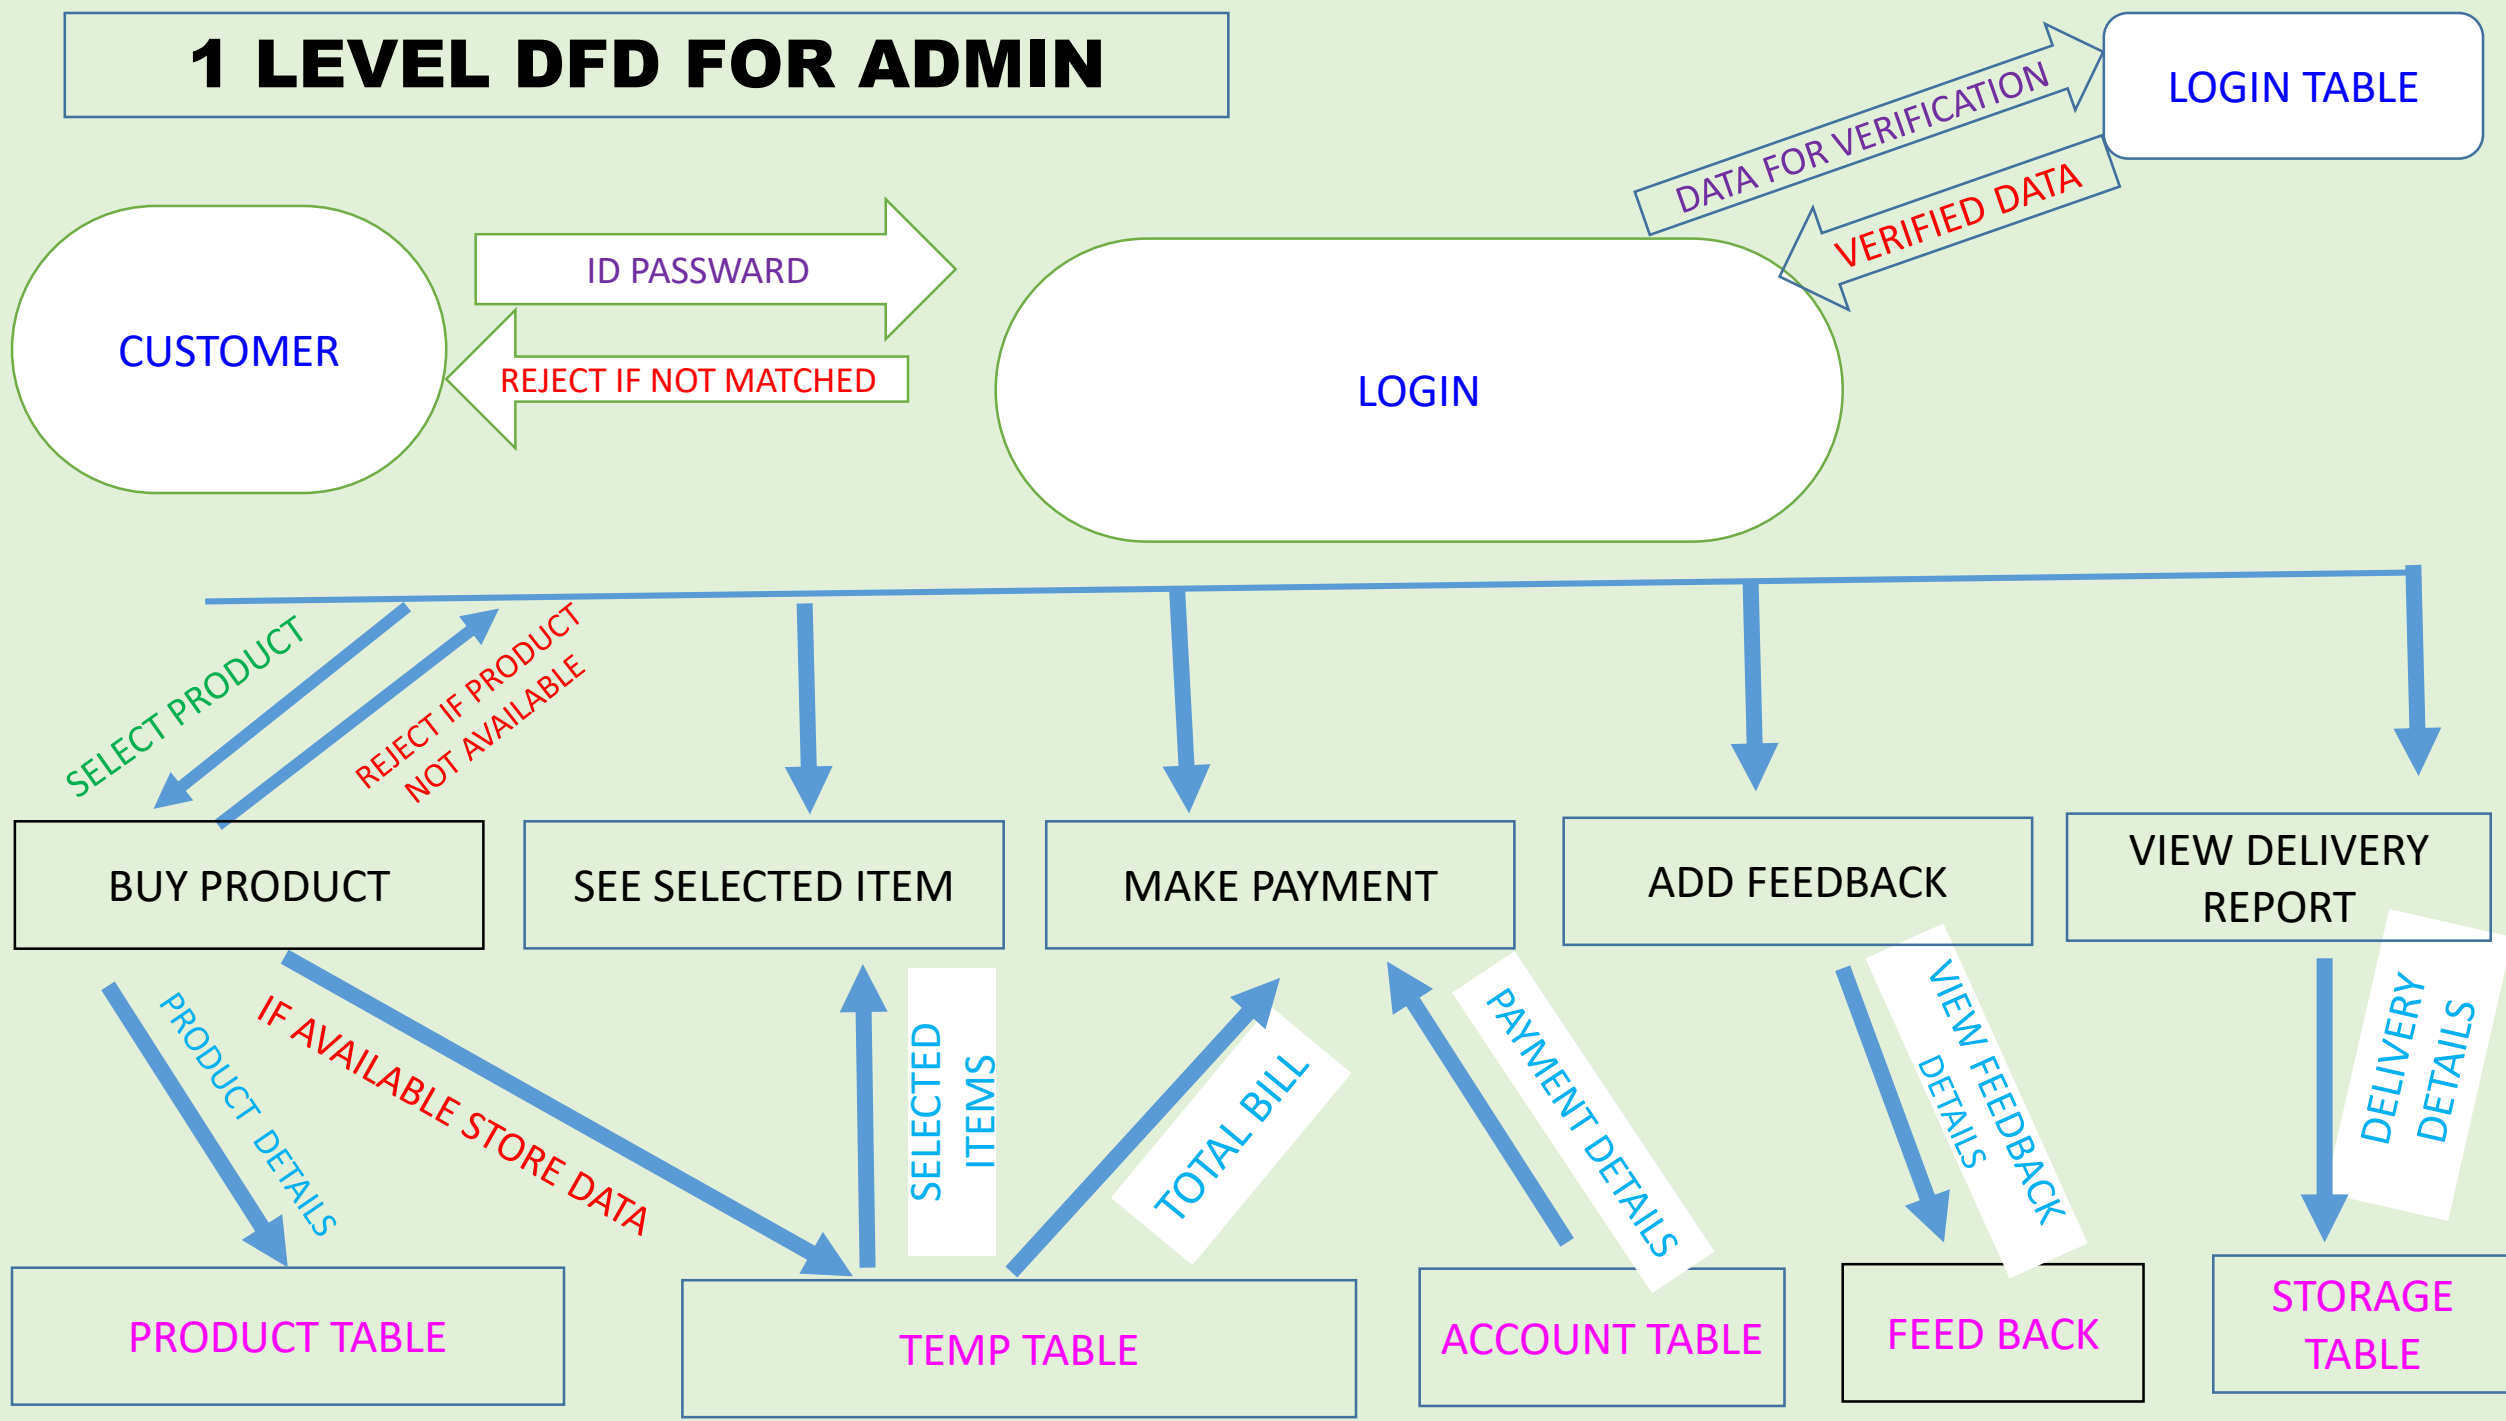 1 LEVEL DFD FOR ADMIN
DATA FOR VERIFICATION
LOGIN TABLE
VERIFIED DATA
ID PASSWARD
CUSTOMER
REJECT IF NOT MATCHED
LOGIN
SELECT PRODUCT
REJECT IF PRODUCT
NOT AVAILABLE
BUY PRODUCT
SEE SELECTED ITEM
MAKE PAYMENT
ADD FEEDBACK
VIEW DELIVERY
REPORT
PRODUCT DETAILS
IF AVAILABLE STORE DATA
SELECTED
ITEMS
TOTAL BILL
PAYMENT DETAILS
VIEW FEEDBACK
DETAILS
DELIVERY
DETAILS
PRODUCT TABLE
TEMP TABLE
ACCOUNT TABLE
FEED BACK
STORAGE
TABLE